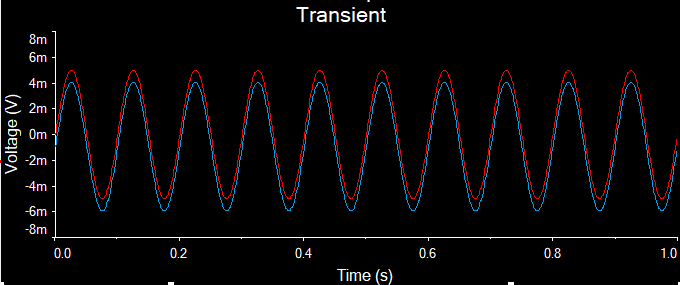 Transient
8m
6m
4m
2m
0m
-2m
-4m
-6m
-8m
Voltage (V)
0.0 0.2 0.4 0.6 0.8 1.0
Time (s)